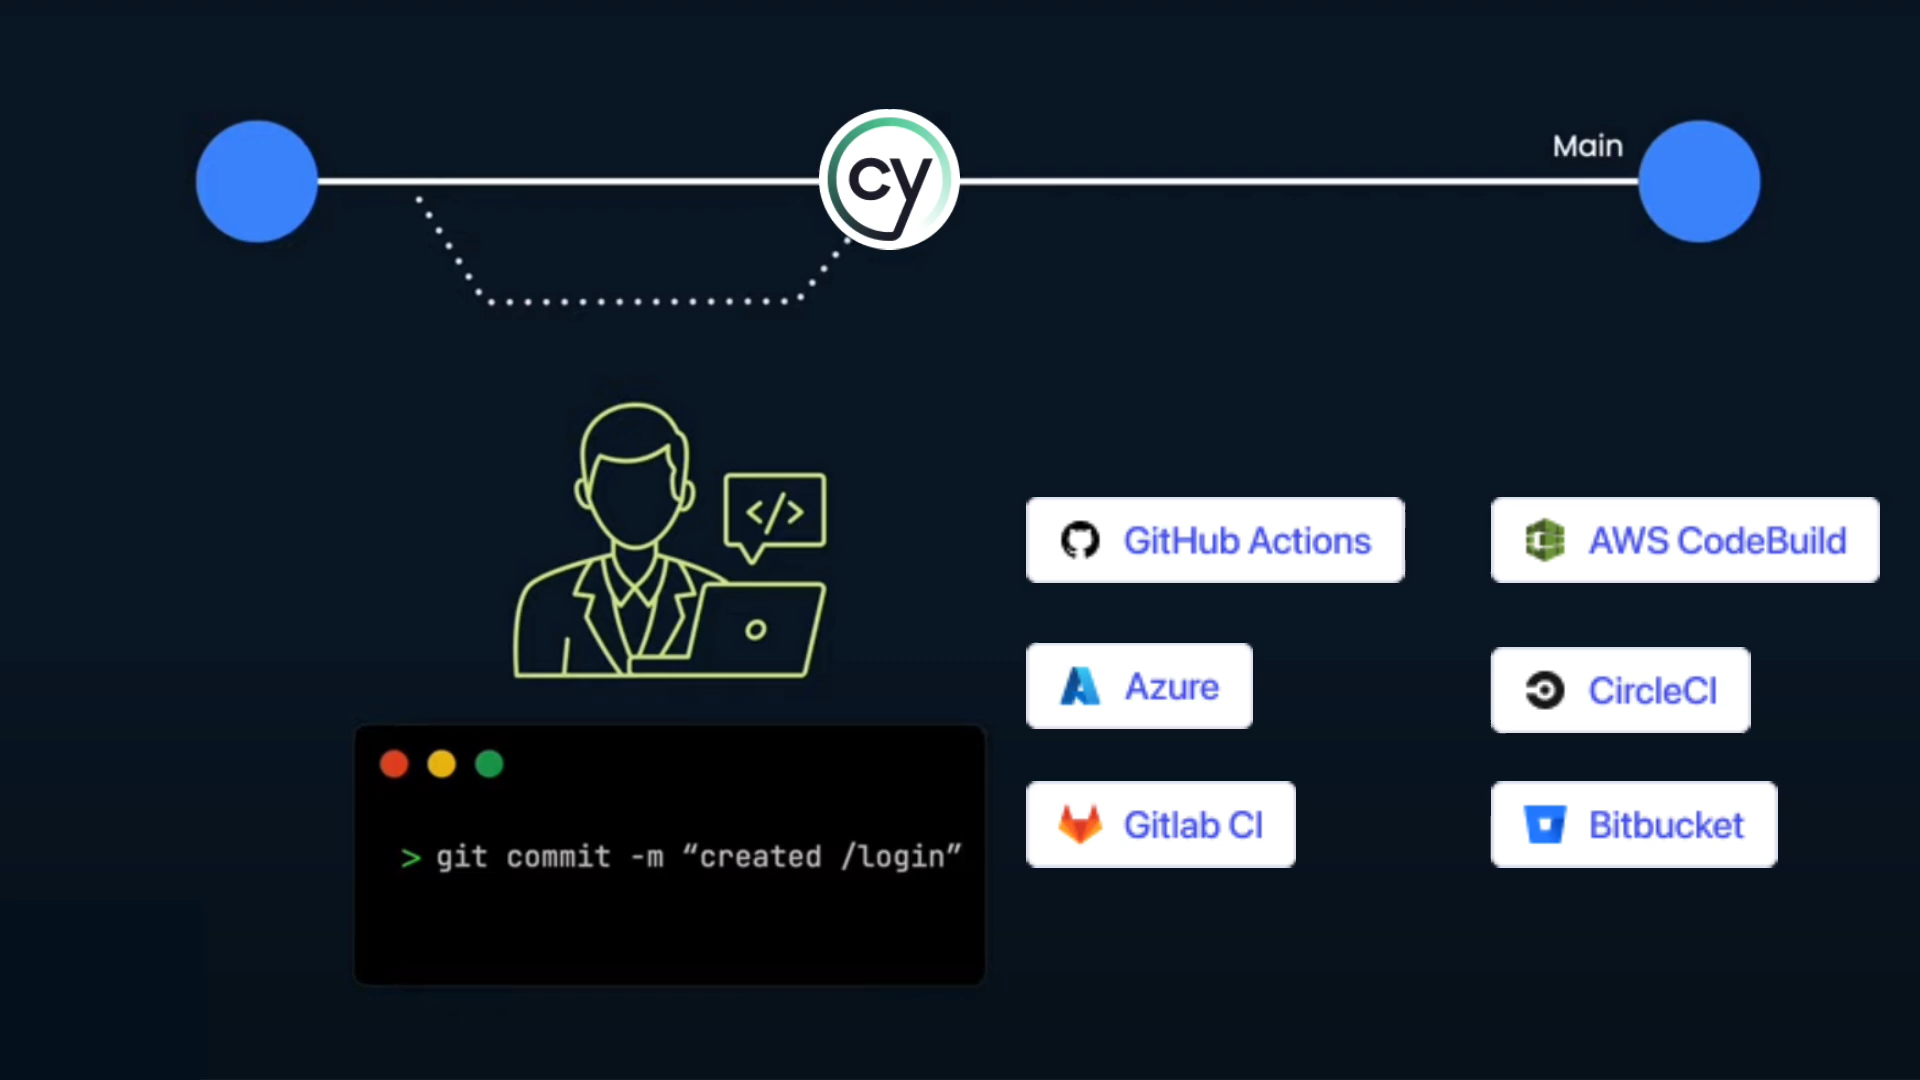 Main
cy
</>
GitHub Actions
AWS CodeBuild
Azure
CircleCI
Gitlab CI
Bitbucket
> git commit -m “created /login”